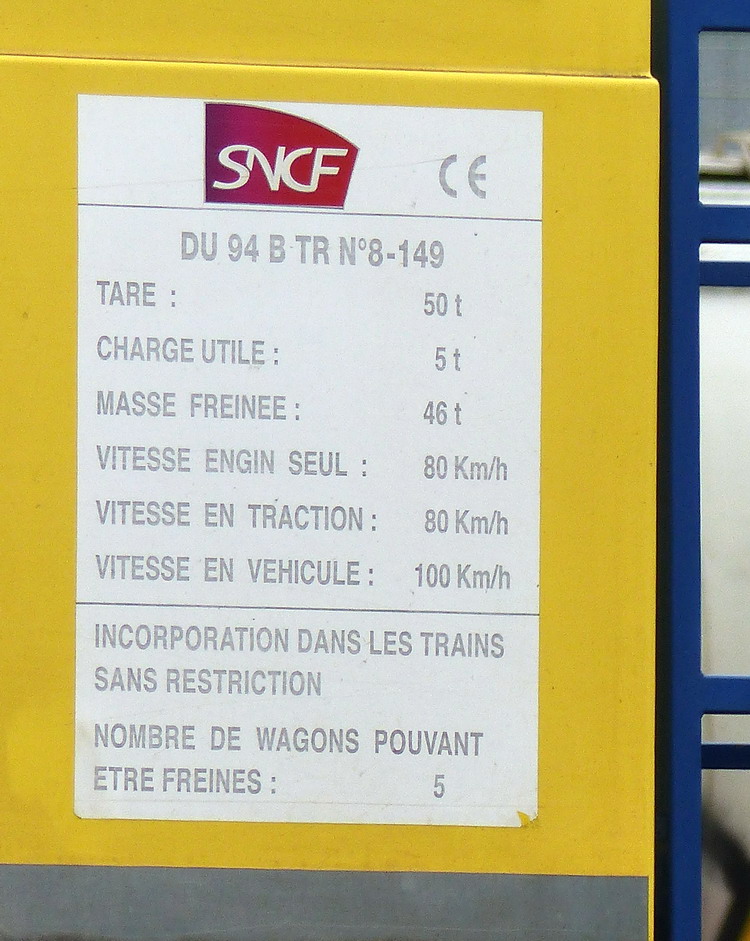 SNCF CE
DU 94 B TR N°8-149
TARE : 50 t
CHARGE UTILE : 5 t
MASSE FREINEE : 46 t
VITESSE ENGIN SEUL : 80 Km/h
VITESSE EN TRACTION : 80 Km/h
VITESSE EN VEHICULE : 100 Km/h
INCORPORATION DANS LES TRAINS
SANS RESTRICTION
NOMBRE DE WAGONS POUVANT
ETRE FREINES : 5